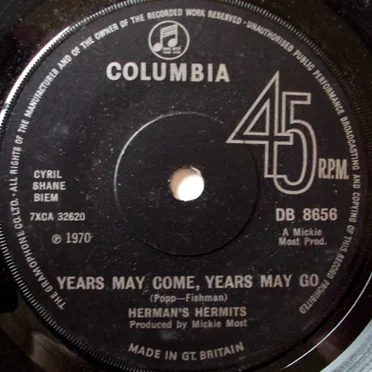 THE GRAMOPHONE CO.LTD.· ALL RIGHTS OF THE MANUFACTURER AND OF THE OWNER OF THE RECORDED WORK RESERVED · UNAUTHORISED PUBLIC PERFORMANCE BROADCASTING AND COPYING OF THIS RECORD PROHIBITED
COLUMBIA
45
R.P.M.
CYRIL
SHANE
BIEM
7XCA 32620
℗ 1970
DB 8656
A Mickie
Most Prod.
YEARS MAY COME, YEARS MAY GO
(Popp—Fishman)
HERMAN'S HERMITS
Produced by Mickie Most
MADE IN GT. BRITAIN